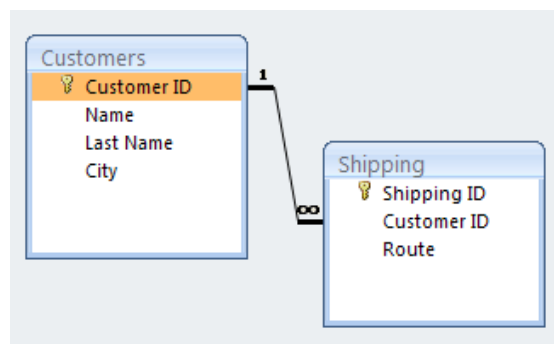 Customers
Customer ID
Name
Last Name
City
1
∞
Shipping
Shipping ID
Customer ID
Route